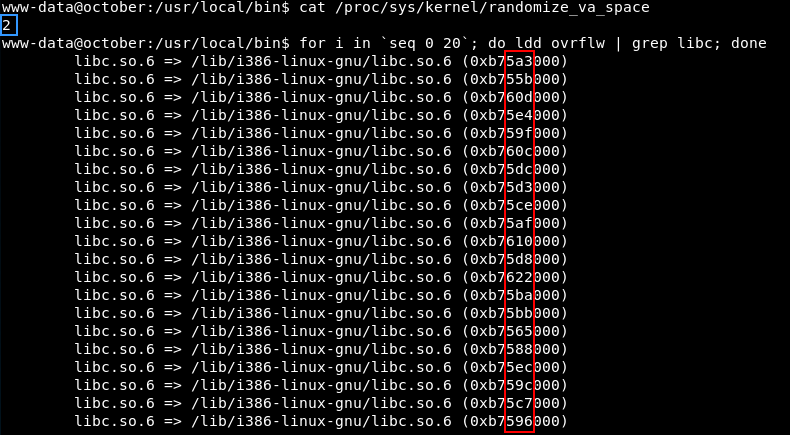 www-data@october:/usr/local/bin$ cat /proc/sys/kernel/randomize_va_space
2
www-data@october:/usr/local/bin$ for i in `seq 0 20`; do ldd ovrflw | grep libc; done
libc.so.6 => /lib/i386-linux-gnu/libc.so.6 (0xb75a3000)
libc.so.6 => /lib/i386-linux-gnu/libc.so.6 (0xb755b000)
libc.so.6 => /lib/i386-linux-gnu/libc.so.6 (0xb760d000)
libc.so.6 => /lib/i386-linux-gnu/libc.so.6 (0xb75e4000)
libc.so.6 => /lib/i386-linux-gnu/libc.so.6 (0xb759f000)
libc.so.6 => /lib/i386-linux-gnu/libc.so.6 (0xb760c000)
libc.so.6 => /lib/i386-linux-gnu/libc.so.6 (0xb75dc000)
libc.so.6 => /lib/i386-linux-gnu/libc.so.6 (0xb75d3000)
libc.so.6 => /lib/i386-linux-gnu/libc.so.6 (0xb75ce000)
libc.so.6 => /lib/i386-linux-gnu/libc.so.6 (0xb75af000)
libc.so.6 => /lib/i386-linux-gnu/libc.so.6 (0xb7610000)
libc.so.6 => /lib/i386-linux-gnu/libc.so.6 (0xb75d8000)
libc.so.6 => /lib/i386-linux-gnu/libc.so.6 (0xb7622000)
libc.so.6 => /lib/i386-linux-gnu/libc.so.6 (0xb75ba000)
libc.so.6 => /lib/i386-linux-gnu/libc.so.6 (0xb75bb000)
libc.so.6 => /lib/i386-linux-gnu/libc.so.6 (0xb7565000)
libc.so.6 => /lib/i386-linux-gnu/libc.so.6 (0xb7588000)
libc.so.6 => /lib/i386-linux-gnu/libc.so.6 (0xb75ec000)
libc.so.6 => /lib/i386-linux-gnu/libc.so.6 (0xb759c000)
libc.so.6 => /lib/i386-linux-gnu/libc.so.6 (0xb75c7000)
libc.so.6 => /lib/i386-linux-gnu/libc.so.6 (0xb7596000)